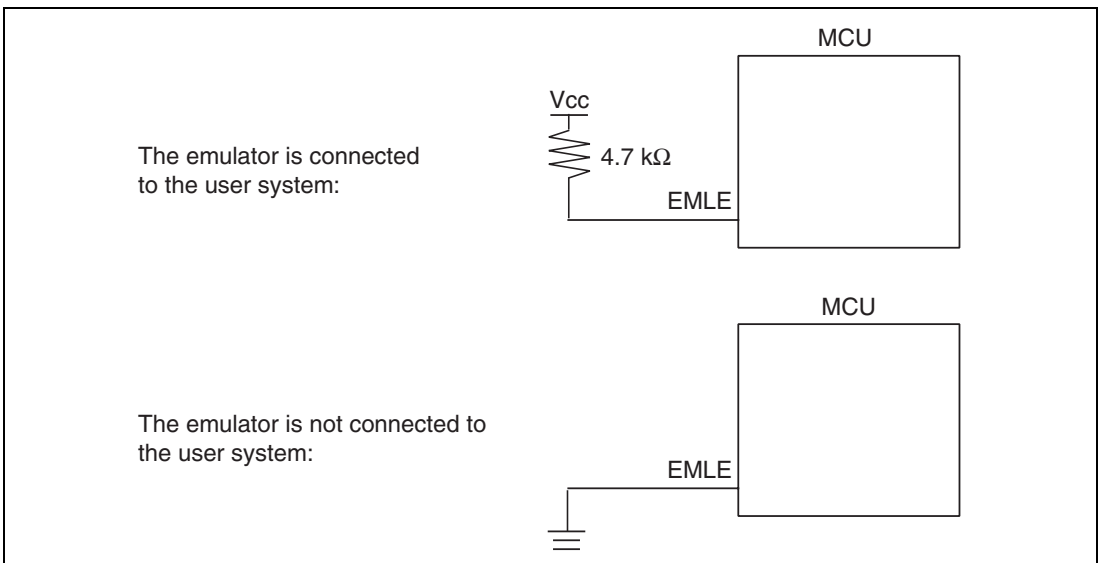 MCU
Vcc
The emulator is connected
to the user system:
4.7 kΩ
EMLE
MCU
The emulator is not connected to
the user system:
EMLE